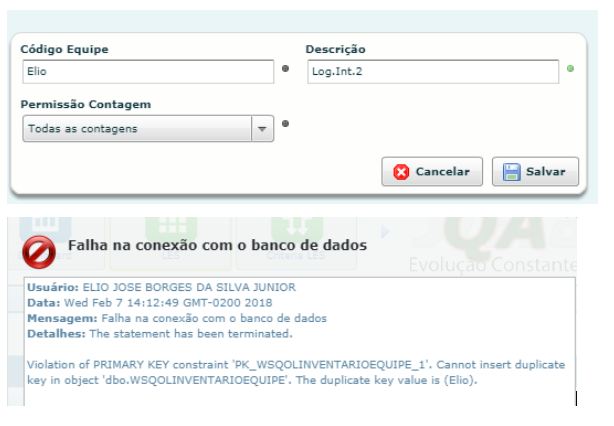 Código Equipe
Descrição
Elio
Log.Int.2
Permissão Contagem
Todas as contagens
Cancelar
Salvar
LES
Critéria LES
Evolução Constante
Falha na conexão com o banco de dados
Usuário: ELIO JOSE BORGES DA SILVA JUNIOR
Data: Wed Feb 7 14:12:49 GMT-0200 2018
Mensagem: Falha na conexão com o banco de dados
Detalhes: The statement has been terminated.
Violation of PRIMARY KEY constraint 'PK_WSQOLINVENTARIOEQUIPE_1'. Cannot insert duplicate
key in object 'dbo.WSQOLINVENTARIOEQUIPE'. The duplicate key value is (Elio).